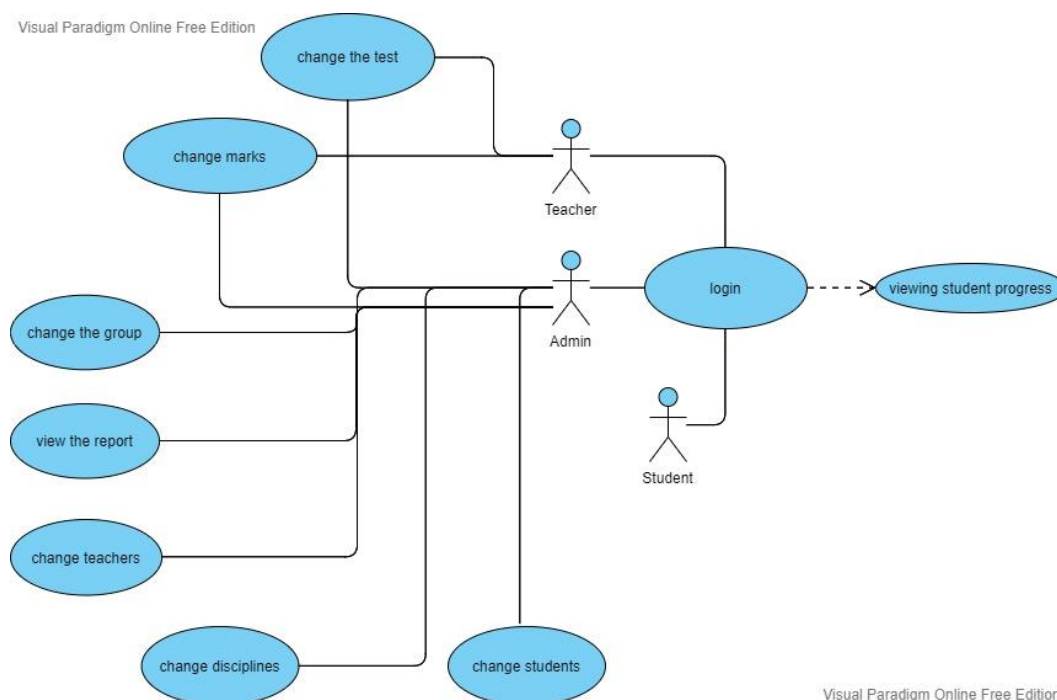 Visual Paradigm Online Free Edition
change the test
change marks
Teacher
login
viewing student progress
change the group
Admin
view the report
Student
change teachers
change disciplines
change students
Visual Paradigm Online Free Edition